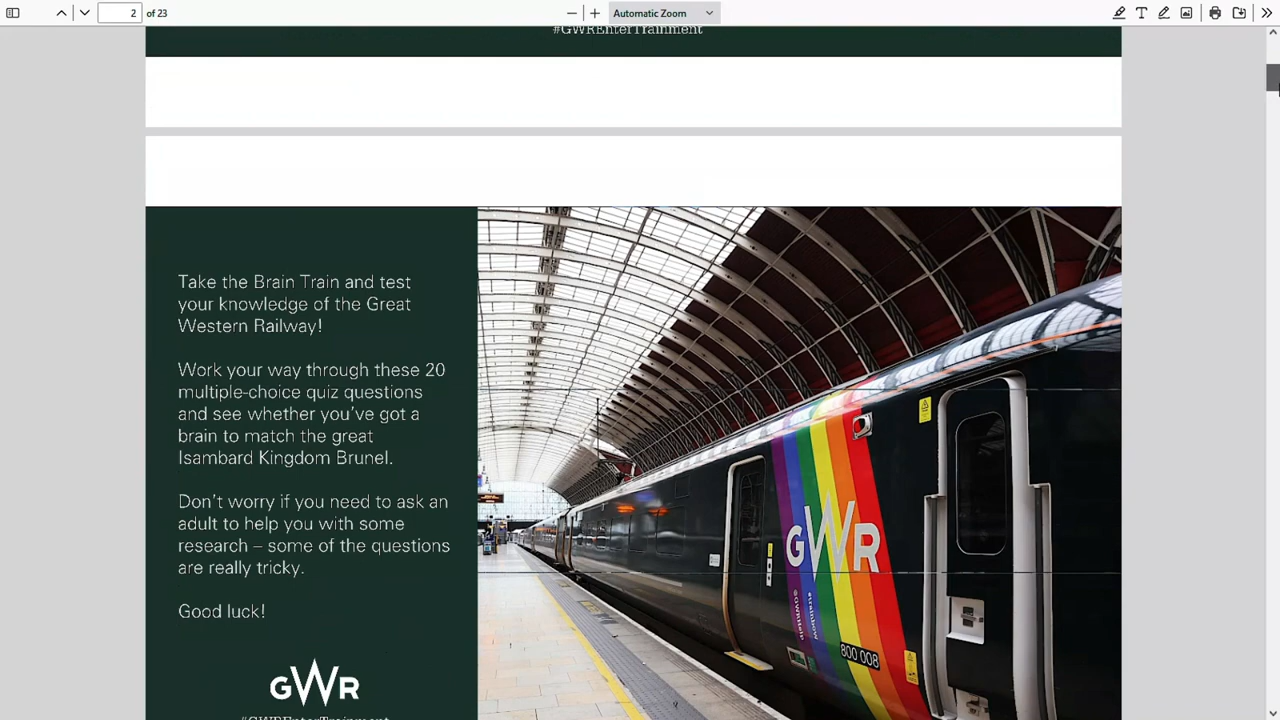 2
of 23
Automatic Zoom
#GWREnterTrainment
Take the Brain Train and test
your knowledge of the Great
Western Railway!
Work your way through these 20
multiple-choice quiz questions
and see whether you've got a
brain to match the great
Isambard Kingdom Brunel.
Don't worry if you need to ask an
adult to help you with some
research – some of the questions
are really tricky.
Good luck!
GWR
#GWREnterTrainment
GWR
@GWRHelp
#trainbow
800 008